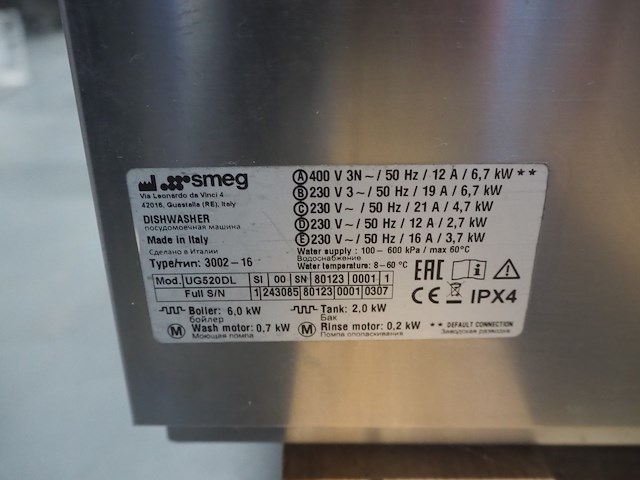 smeg
Via Leonardo da Vinci 4
42016, Guastalla (RE), Italy
DISHWASHER
посудомоечная машина
Made in Italy
Сделано в Италии
Type/тип: 3002-16
A 400 V 3N ~ / 50 Hz / 12 A / 6,7 kW **
B 230 V 3 ~ / 50 Hz / 19 A / 6,7 kW
C 230 V ~ / 50 Hz / 21 A / 4,7 kW
D 230 V ~ / 50 Hz / 12 A / 2,7 kW
E 230 V ~ / 50 Hz / 16 A / 3,7 kW
Water supply : 100- 600 kPa / max 60°C
Водоснабжение
Water temperature: 8-60 °C
Mod. UG520DL SI 00 SN 80123 0001 1
Full S/N 1 243085 80123 0001 0307
EAC i
CE IPX4
Boiler: 6,0 kW
бойлер
Tank: 2,0 kW
Бак
M Wash motor: 0,7 kW
Моющая помпа
M Rinse motor: 0,2 kW
Помпа ополаскивания
** DEFAULT CONNECTION
Заводская